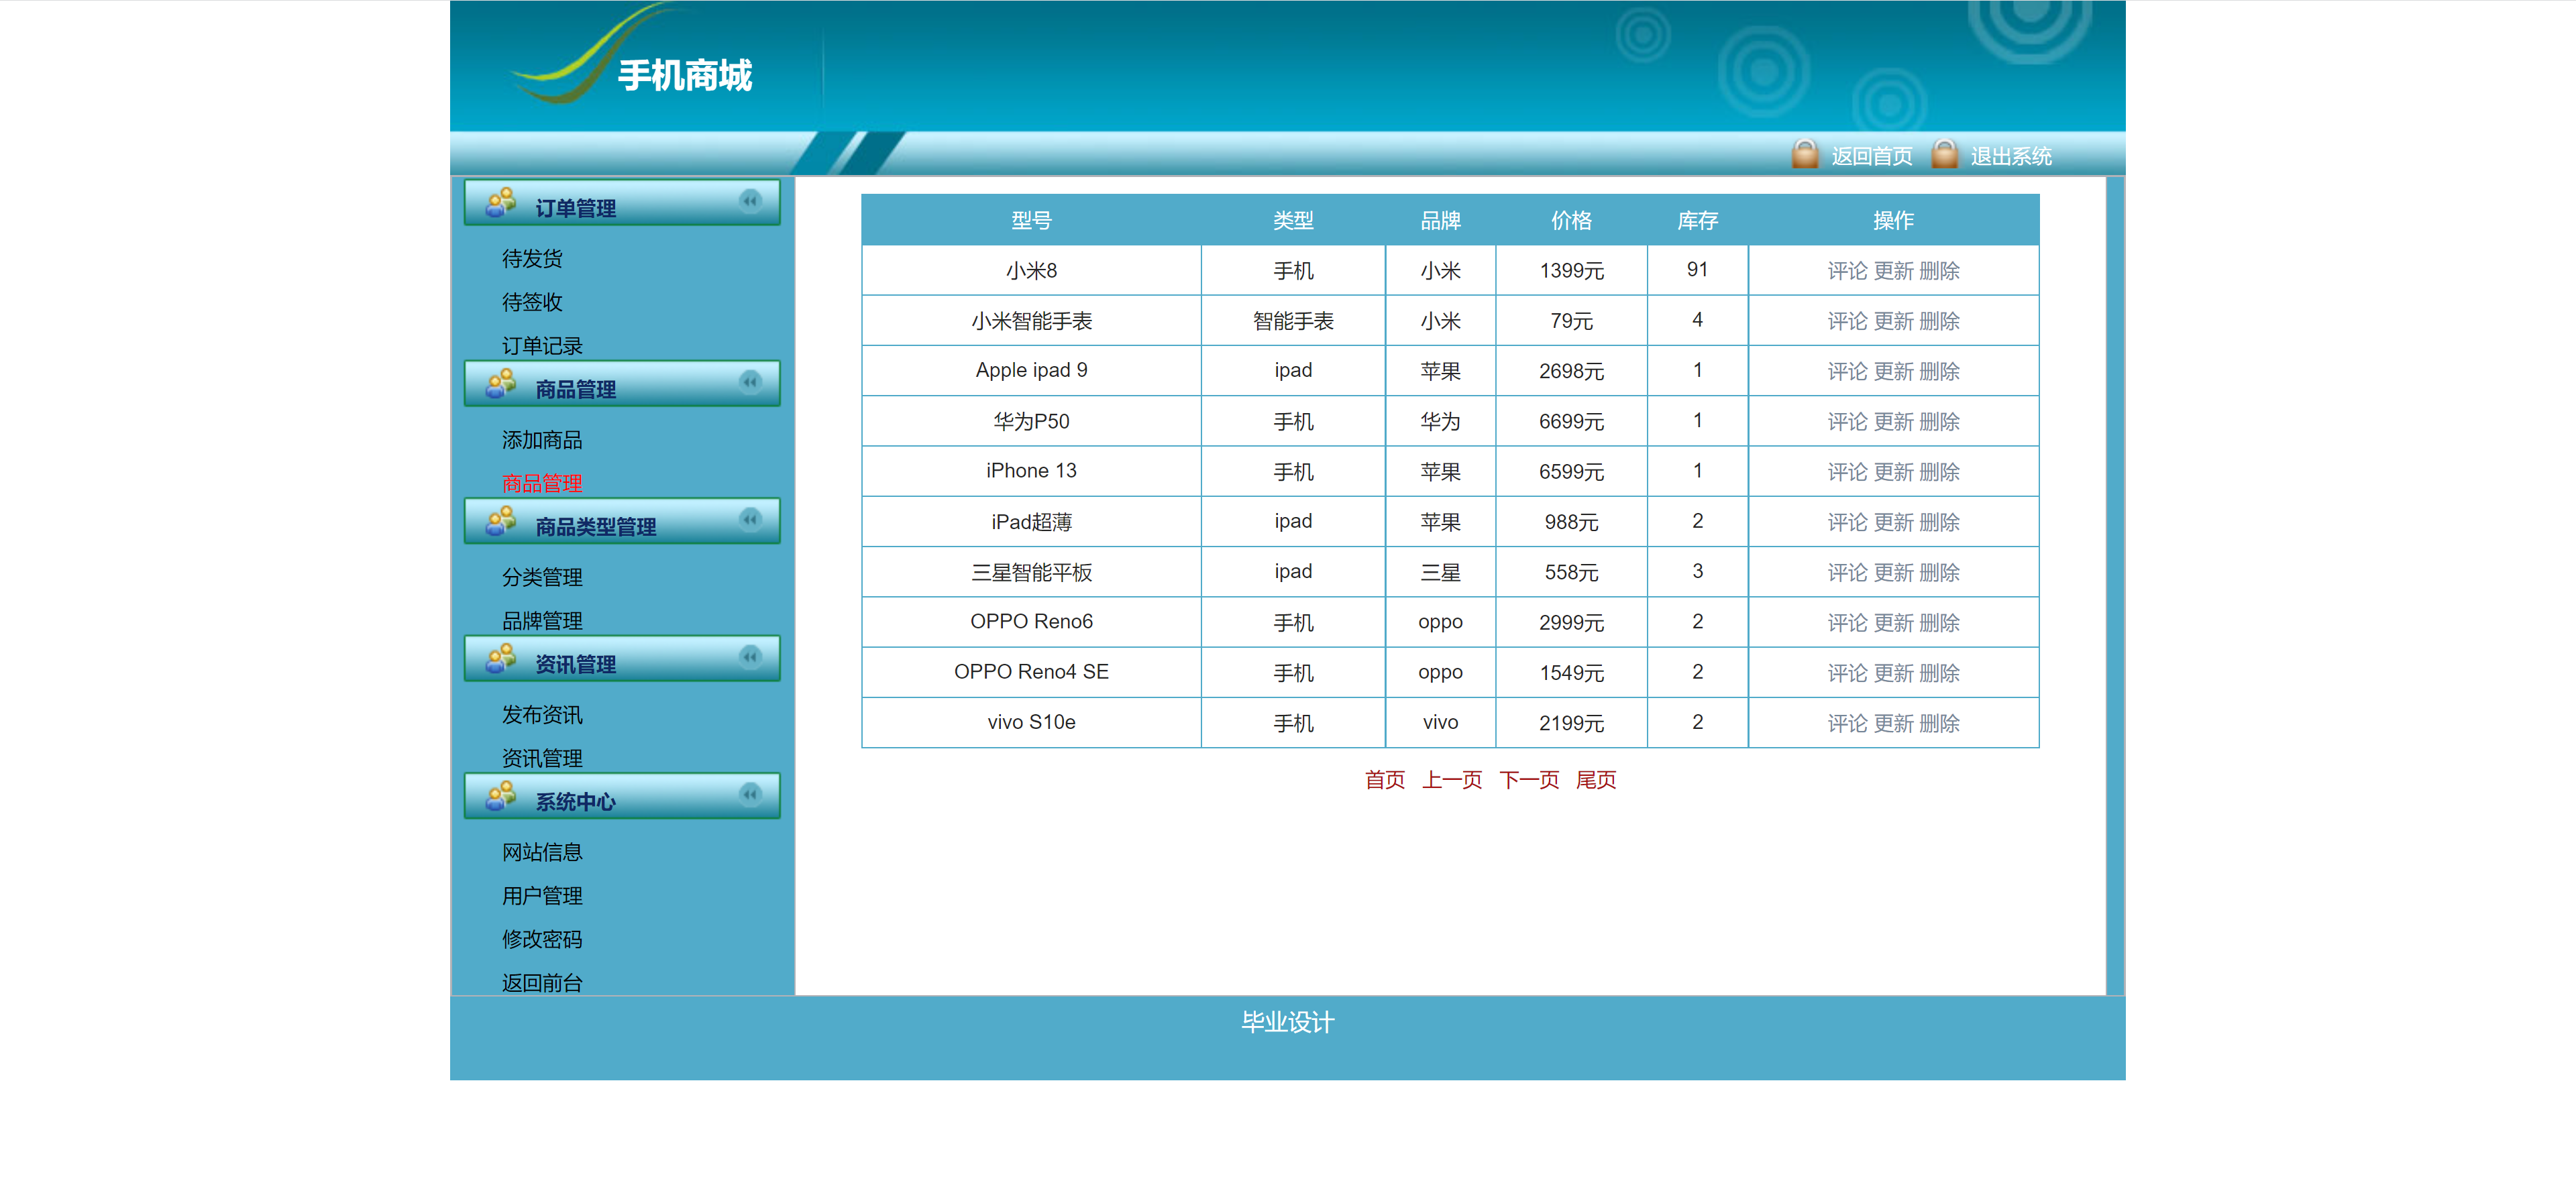 手机商城
返回首页 退出系统
订单管理
待发货
待签收
订单记录
商品管理
添加商品
商品管理
商品类型管理
分类管理
品牌管理
资讯管理
发布资讯
资讯管理
系统中心
网站信息
用户管理
修改密码
返回前台
型号 类型 品牌 价格 库存 操作
小米8 手机 小米 1399元 91 评论 更新 删除
小米智能手表 智能手表 小米 79元 4 评论 更新 删除
Apple ipad 9 ipad 苹果 2698元 1 评论 更新 删除
华为P50 手机 华为 6699元 1 评论 更新 删除
iPhone 13 手机 苹果 6599元 1 评论 更新 删除
iPad超薄 ipad 苹果 988元 2 评论 更新 删除
三星智能平板 ipad 三星 558元 3 评论 更新 删除
OPPO Reno6 手机 oppo 2999元 2 评论 更新 删除
OPPO Reno4 SE 手机 oppo 1549元 2 评论 更新 删除
vivo S10e 手机 vivo 2199元 2 评论 更新 删除
首页 上一页 下一页 尾页
毕业设计